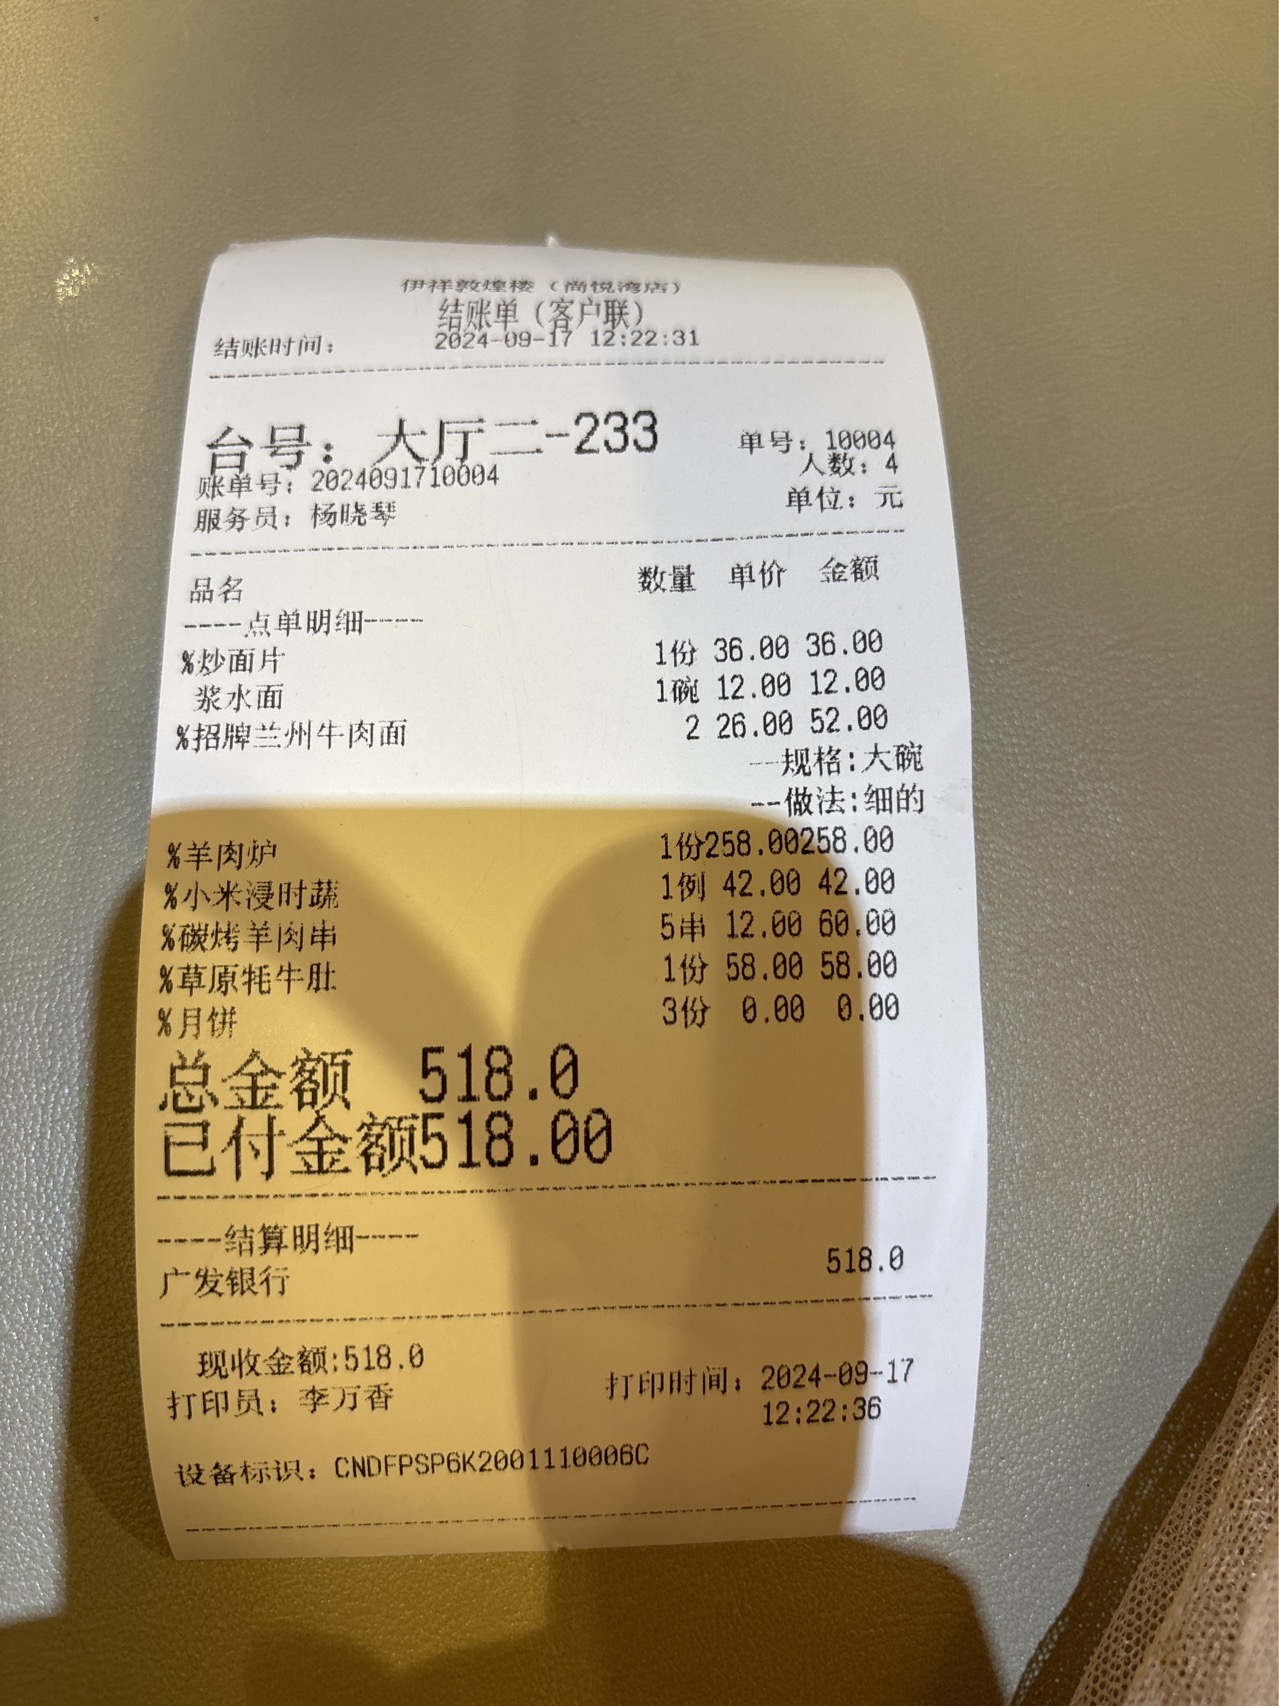 伊祥敦煌楼（尚悦湾店）
结账单（客户联）
结账时间： 2024-09-17 12:22:31
台号：大厅二-233 单号：10004
账单号：2024091710004 人数：4
服务员：杨晓琴 单位：元
品名 数量 单价 金额
----点单明细----
%炒面片 1份 36.00 36.00
浆水面 1碗 12.00 12.00
%招牌兰州牛肉面 2 26.00 52.00
--规格:大碗
--做法:细的
%羊肉炉 1份258.00258.00
%小米浸时蔬 1例 42.00 42.00
%碳烤羊肉串 5串 12.00 60.00
%草原牦牛肚 1份 58.00 58.00
%月饼 3份 0.00 0.00
总金额 518.0
已付金额518.00
----结算明细----
广发银行 518.0
现收金额:518.0
打印员：李万香 打印时间：2024-09-17
12:22:36
设备标识：CNDFPSP6K2001110006C